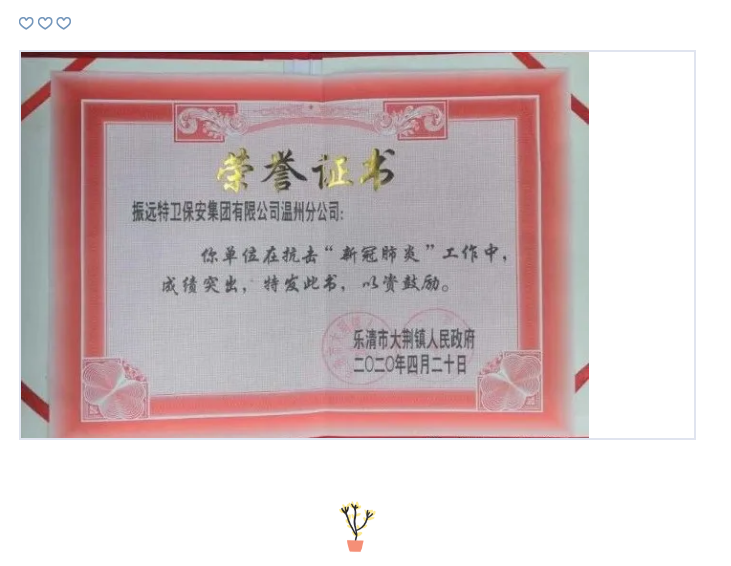 荣誉证书
振远特卫保安集团有限公司温州分公司:
你单位在抗击“新冠肺炎”工作中，
成绩突出，特发此书，以资鼓励。
乐清市大荆镇人民政府
二〇二〇年四月二十日